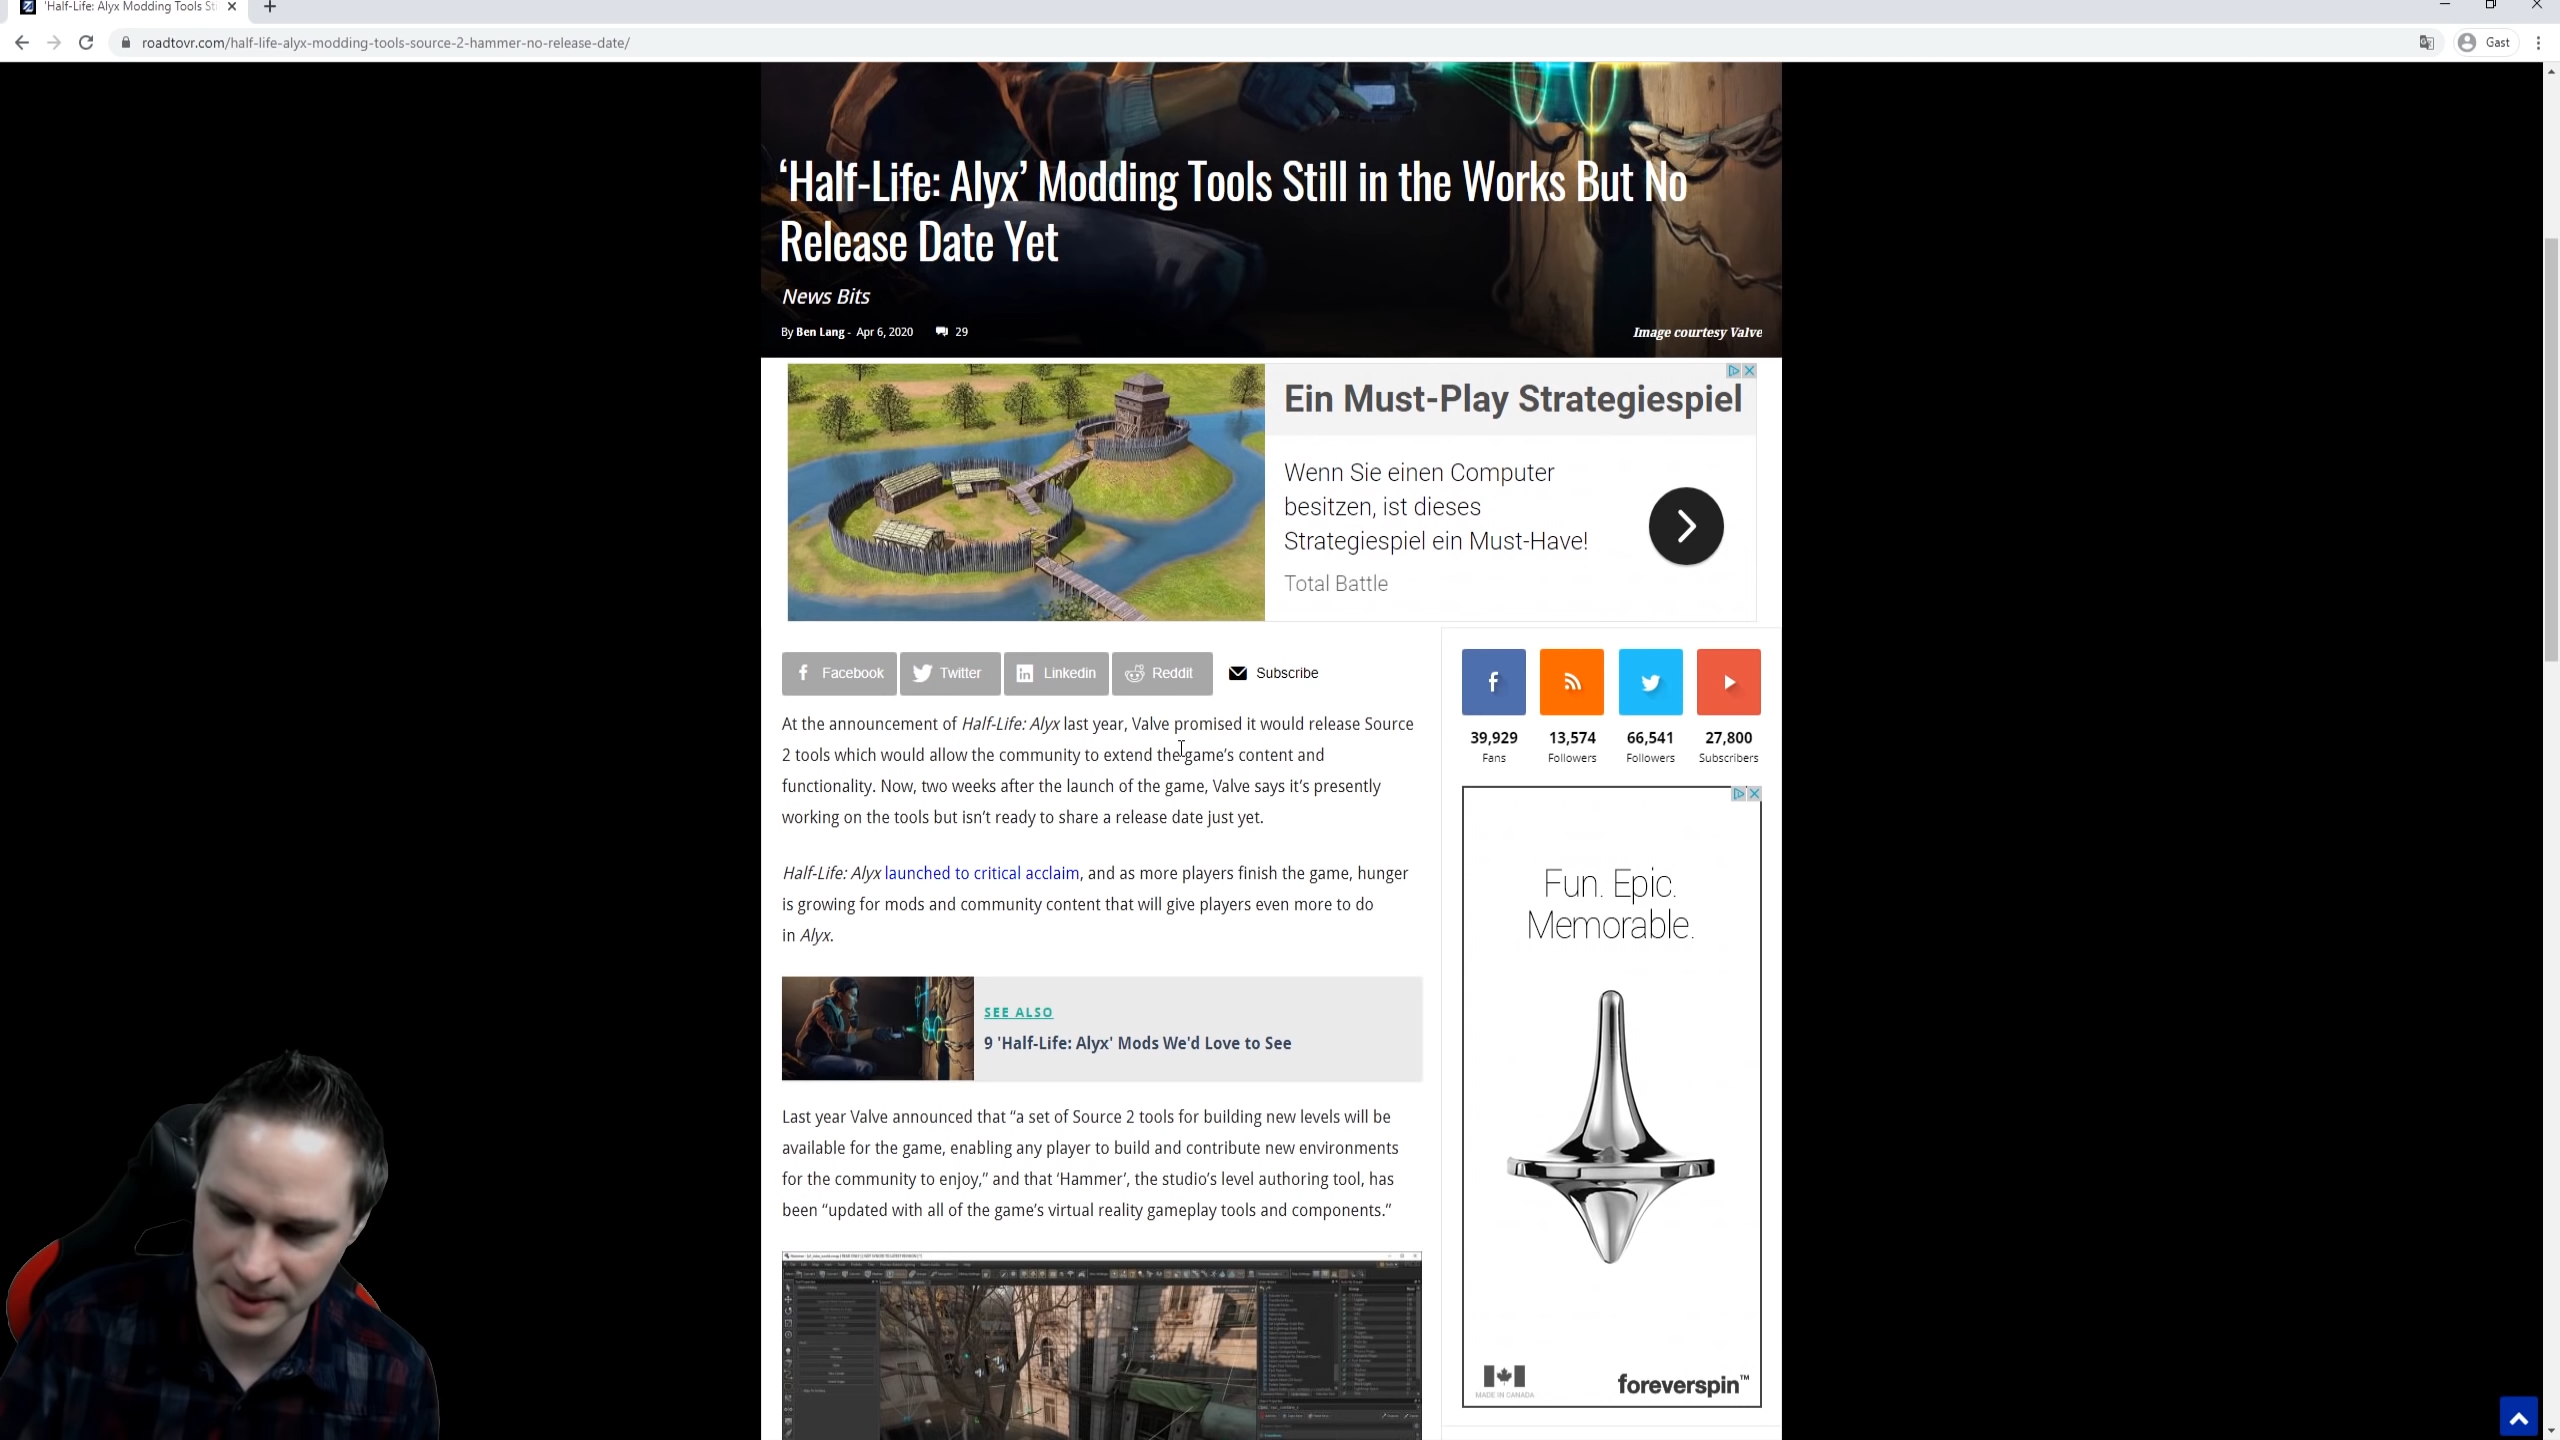 'Half-Life: Alyx Modding Tools Sti
roadtovr.com/half-life-alyx-modding-tools-source-2-hammer-no-release-date/
Gast
‘Half-Life: Alyx’ Modding Tools Still in the Works But No
Release Date Yet
News Bits
By Ben Lang - Apr 6, 2020 29
Image courtesy Valve
Ein Must-Play Strategiespiel
Wenn Sie einen Computer
besitzen, ist dieses
Strategiespiel ein Must-Have!
Total Battle
Facebook
Twitter
Linkedin
Reddit
Subscribe
At the announcement of Half-Life: Alyx last year, Valve promised it would release Source
2 tools which would allow the community to extend the game’s content and
functionality. Now, two weeks after the launch of the game, Valve says it’s presently
working on the tools but isn’t ready to share a release date just yet.
Half-Life: Alyx launched to critical acclaim, and as more players finish the game, hunger
is growing for mods and community content that will give players even more to do
in Alyx.
SEE ALSO
9 'Half-Life: Alyx' Mods We'd Love to See
Last year Valve announced that “a set of Source 2 tools for building new levels will be
available for the game, enabling any player to build and contribute new environments
for the community to enjoy,” and that ‘Hammer’, the studio’s level authoring tool, has
been “updated with all of the game’s virtual reality gameplay tools and components.”
39,929
Fans
13,574
Followers
66,541
Followers
27,800
Subscribers
Fun. Epic.
Memorable.
MADE IN CANADA
foreverspin™